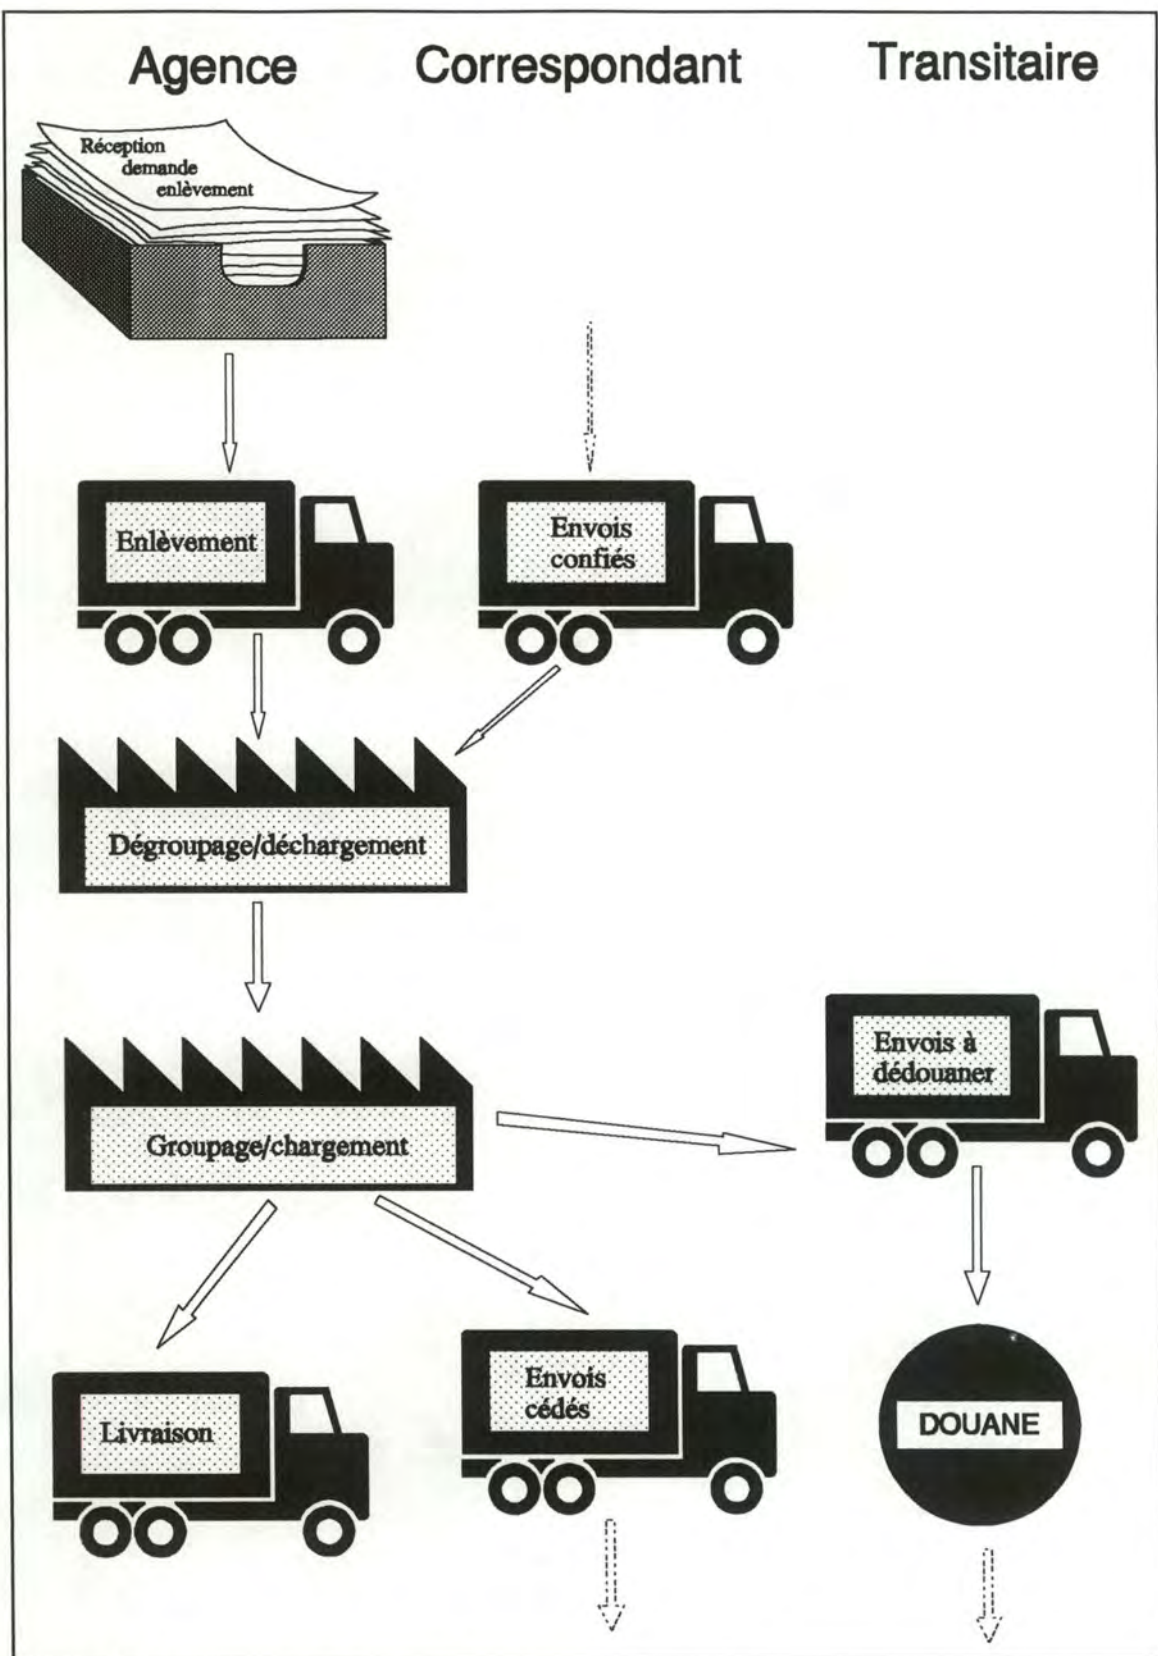 Agence Correspondant Transitaire
Réception
demande
enlèvement
Enlèvement
Envois
confiés
Dégroupage/déchargement
Envois à
dédouaner
Groupage/chargement
Envois
cédés
Livraison
DOUANE